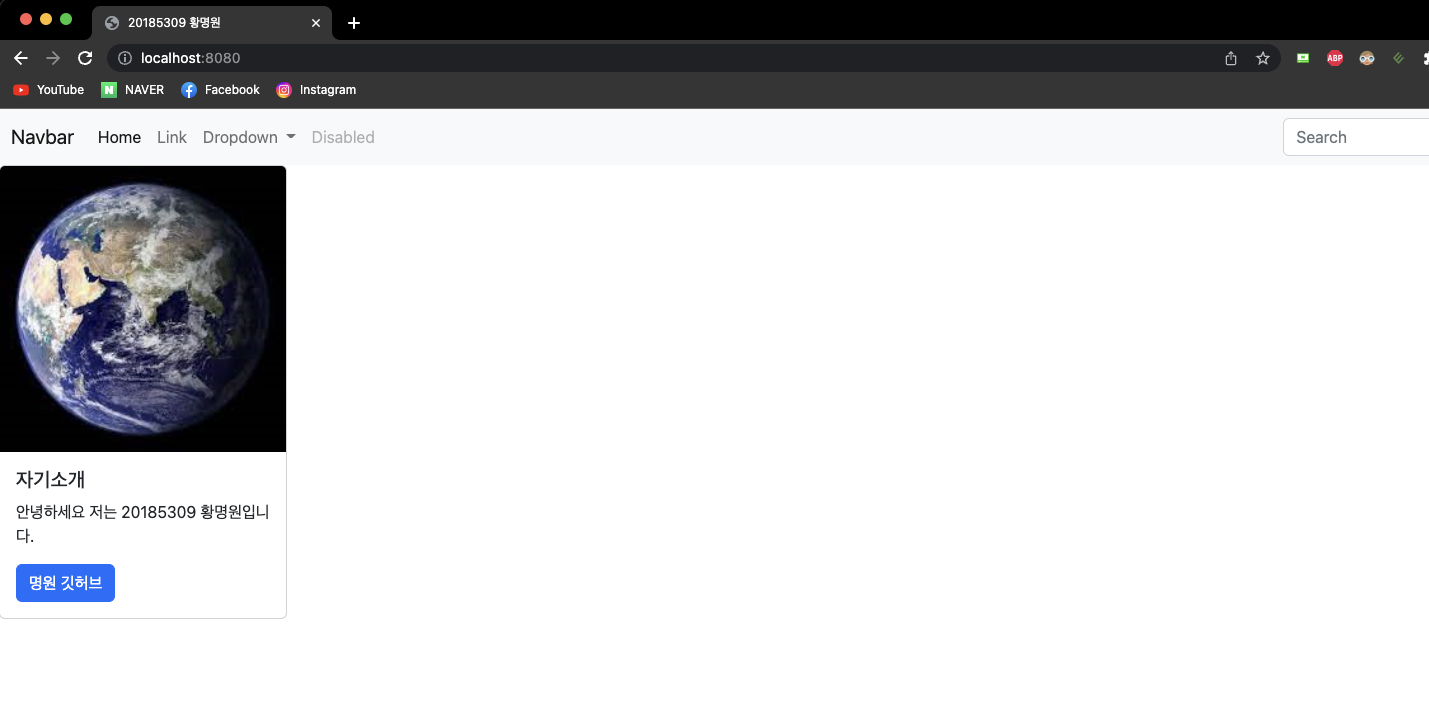 20185309 황명원
localhost:8080
ABP
YouTube
N NAVER
Facebook
Instagram
Navbar Home Link Dropdown Disabled Search
자기소개
안녕하세요 저는 20185309 황명원입니
다.
명원 깃허브